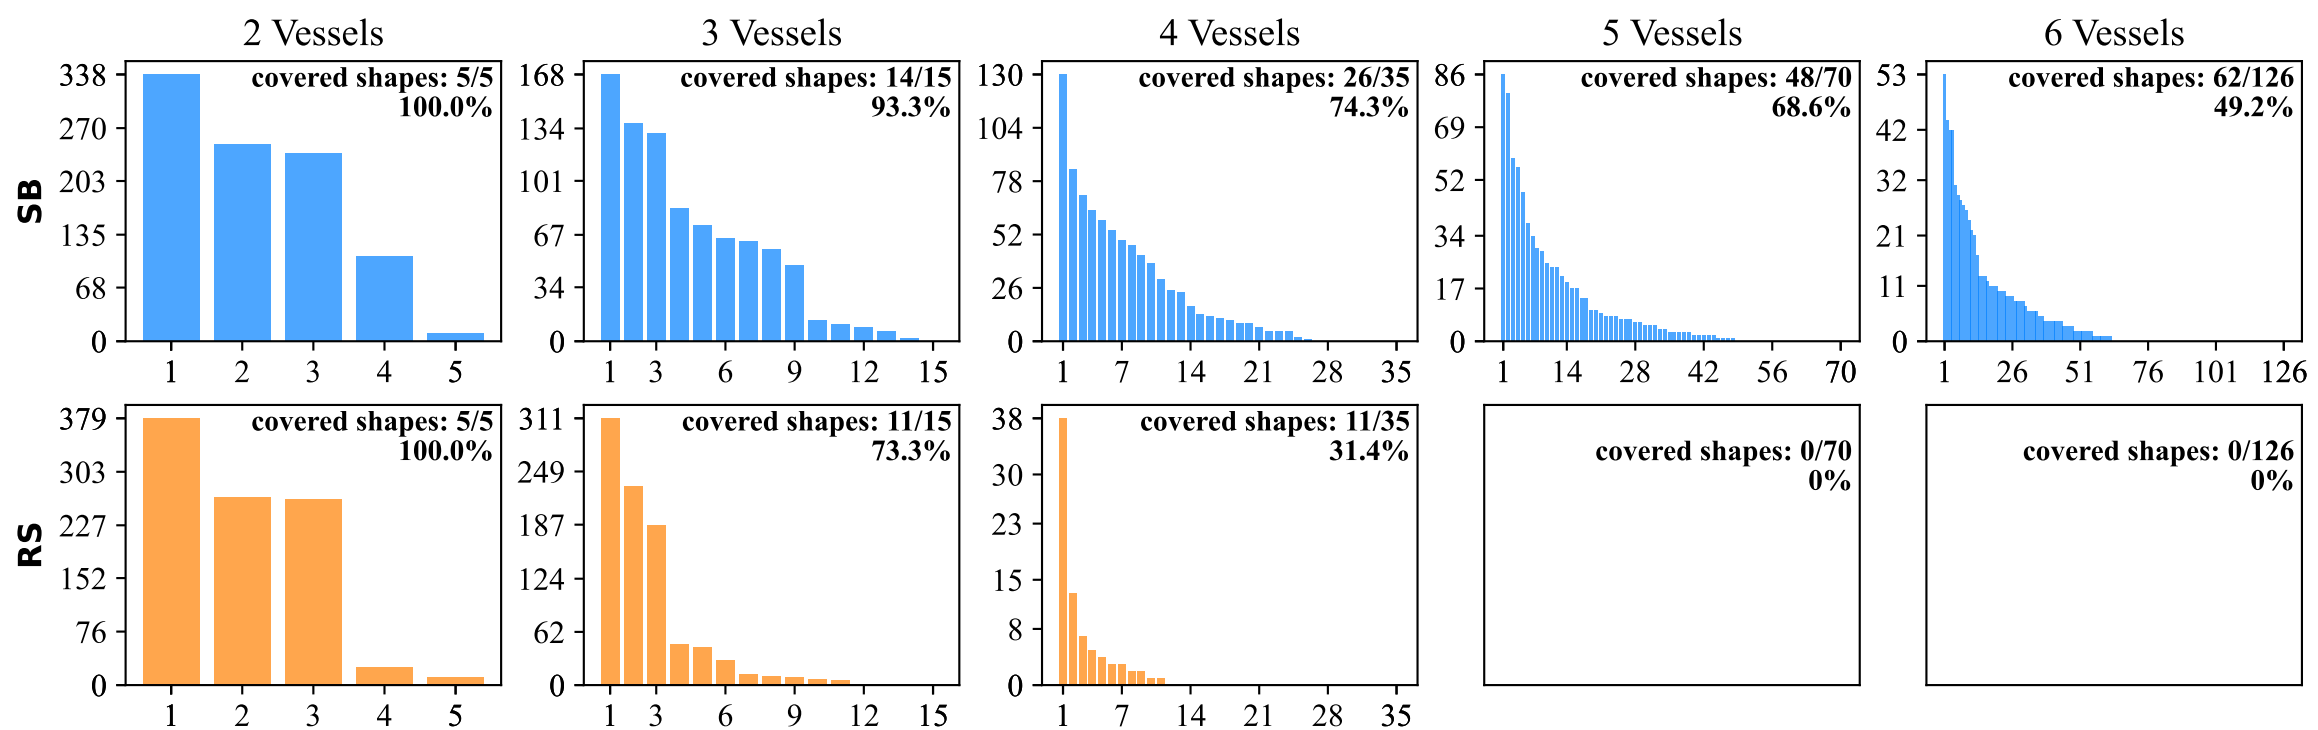 2 Vessels
3 Vessels
4 Vessels
5 Vessels
6 Vessels
SB
338
270
203
135
68
0
covered shapes: 5/5
100.0%
1 2 3 4 5
168
134
101
67
34
0
covered shapes: 14/15
93.3%
1 3 6 9 12 15
130
104
78
52
26
0
covered shapes: 26/35
74.3%
1 7 14 21 28 35
86
69
52
34
17
0
covered shapes: 48/70
68.6%
1 14 28 42 56 70
53
42
32
21
11
0
covered shapes: 62/126
49.2%
1 26 51 76 101 126
RS
379
303
227
152
76
0
covered shapes: 5/5
100.0%
1 2 3 4 5
311
249
187
124
62
0
covered shapes: 11/15
73.3%
1 3 6 9 12 15
38
30
23
15
8
0
covered shapes: 11/35
31.4%
1 7 14 21 28 35
covered shapes: 0/70
0%
covered shapes: 0/126
0%